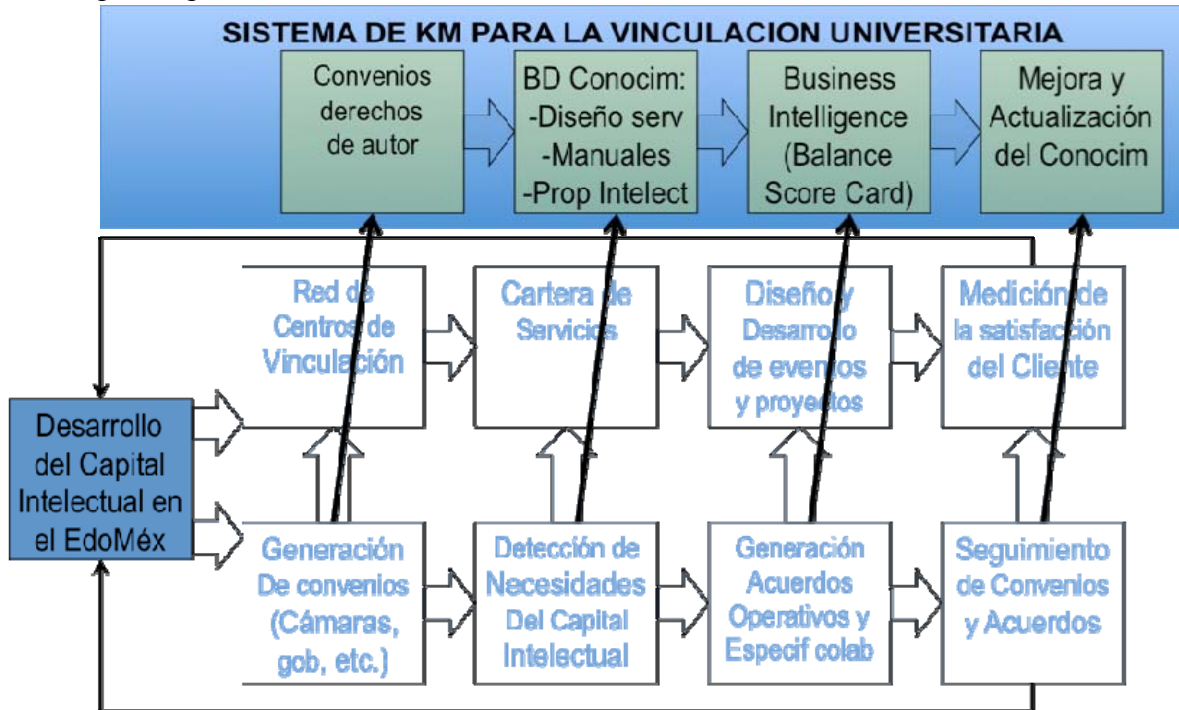 SISTEMA DE KM PARA LA VINCULACION UNIVERSITARIA
Convenios
derechos
de autor
BD Conocim:
-Diseño serv
-Manuales
-Prop Intelect
Business
Intelligence
(Balance
Score Card)
Mejora y
Actualización
del Conocim
Red de
Centros de
Vinculación
Cartera de
Servicios
Diseño y
Desarrollo
de eventos
y proyectos
Medición de
la satisfacción
del Cliente
Desarrollo
del Capital
Intelectual en
el EdoMéx
Generación
De convenios
(Cámaras,
gob, etc.)
Detección de
Necesidades
Del Capital
Intelectual
Generación
Acuerdos
Operativos y
Especif colab
Seguimiento
de Convenios
y Acuerdos